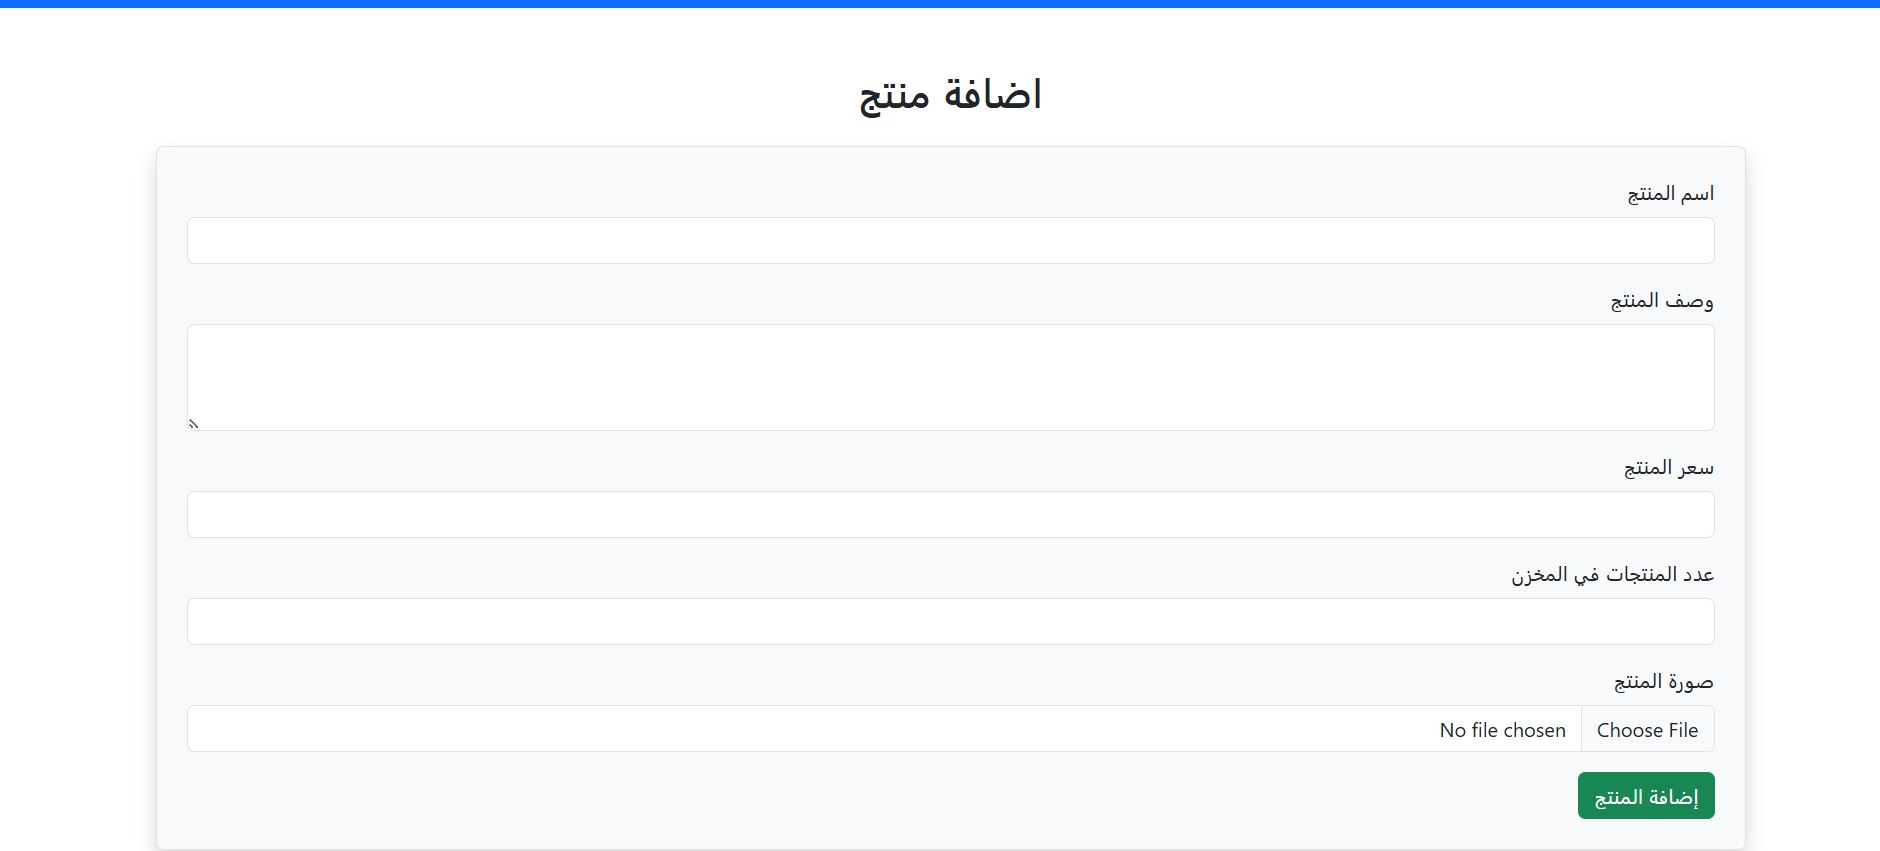 اضافة منتج
اسم المنتج
وصف المنتج
سعر المنتج
عدد المنتجات في المخزن
صورة المنتج
Choose File No file chosen
إضافة المنتج